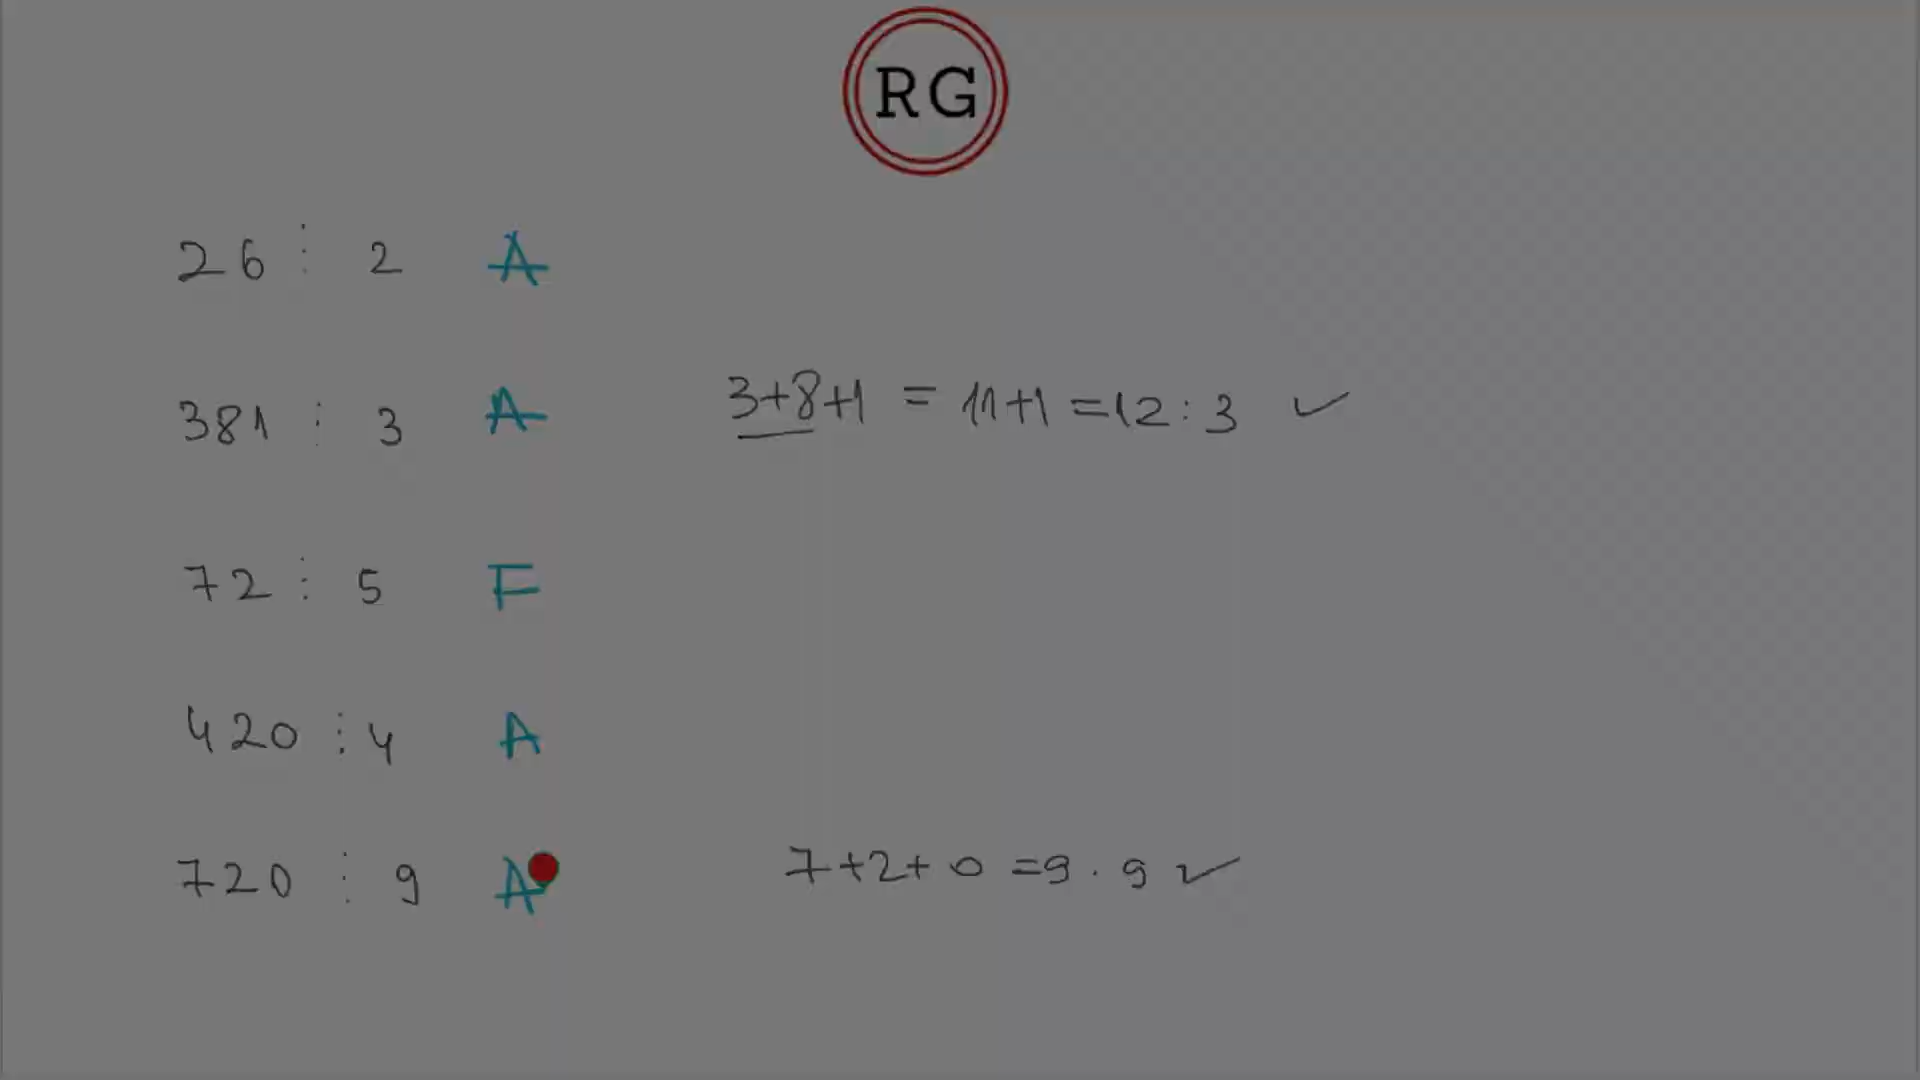 RG
26 ⋮ 2 A
381 ⋮ 3 A 3+8+1 = 11+1 = 12 : 3 ✓
72 ⋮ 5 F
420 ⋮ 4 A
720 ⋮ 9 A 7+2+0 = 9 . 9 ✓